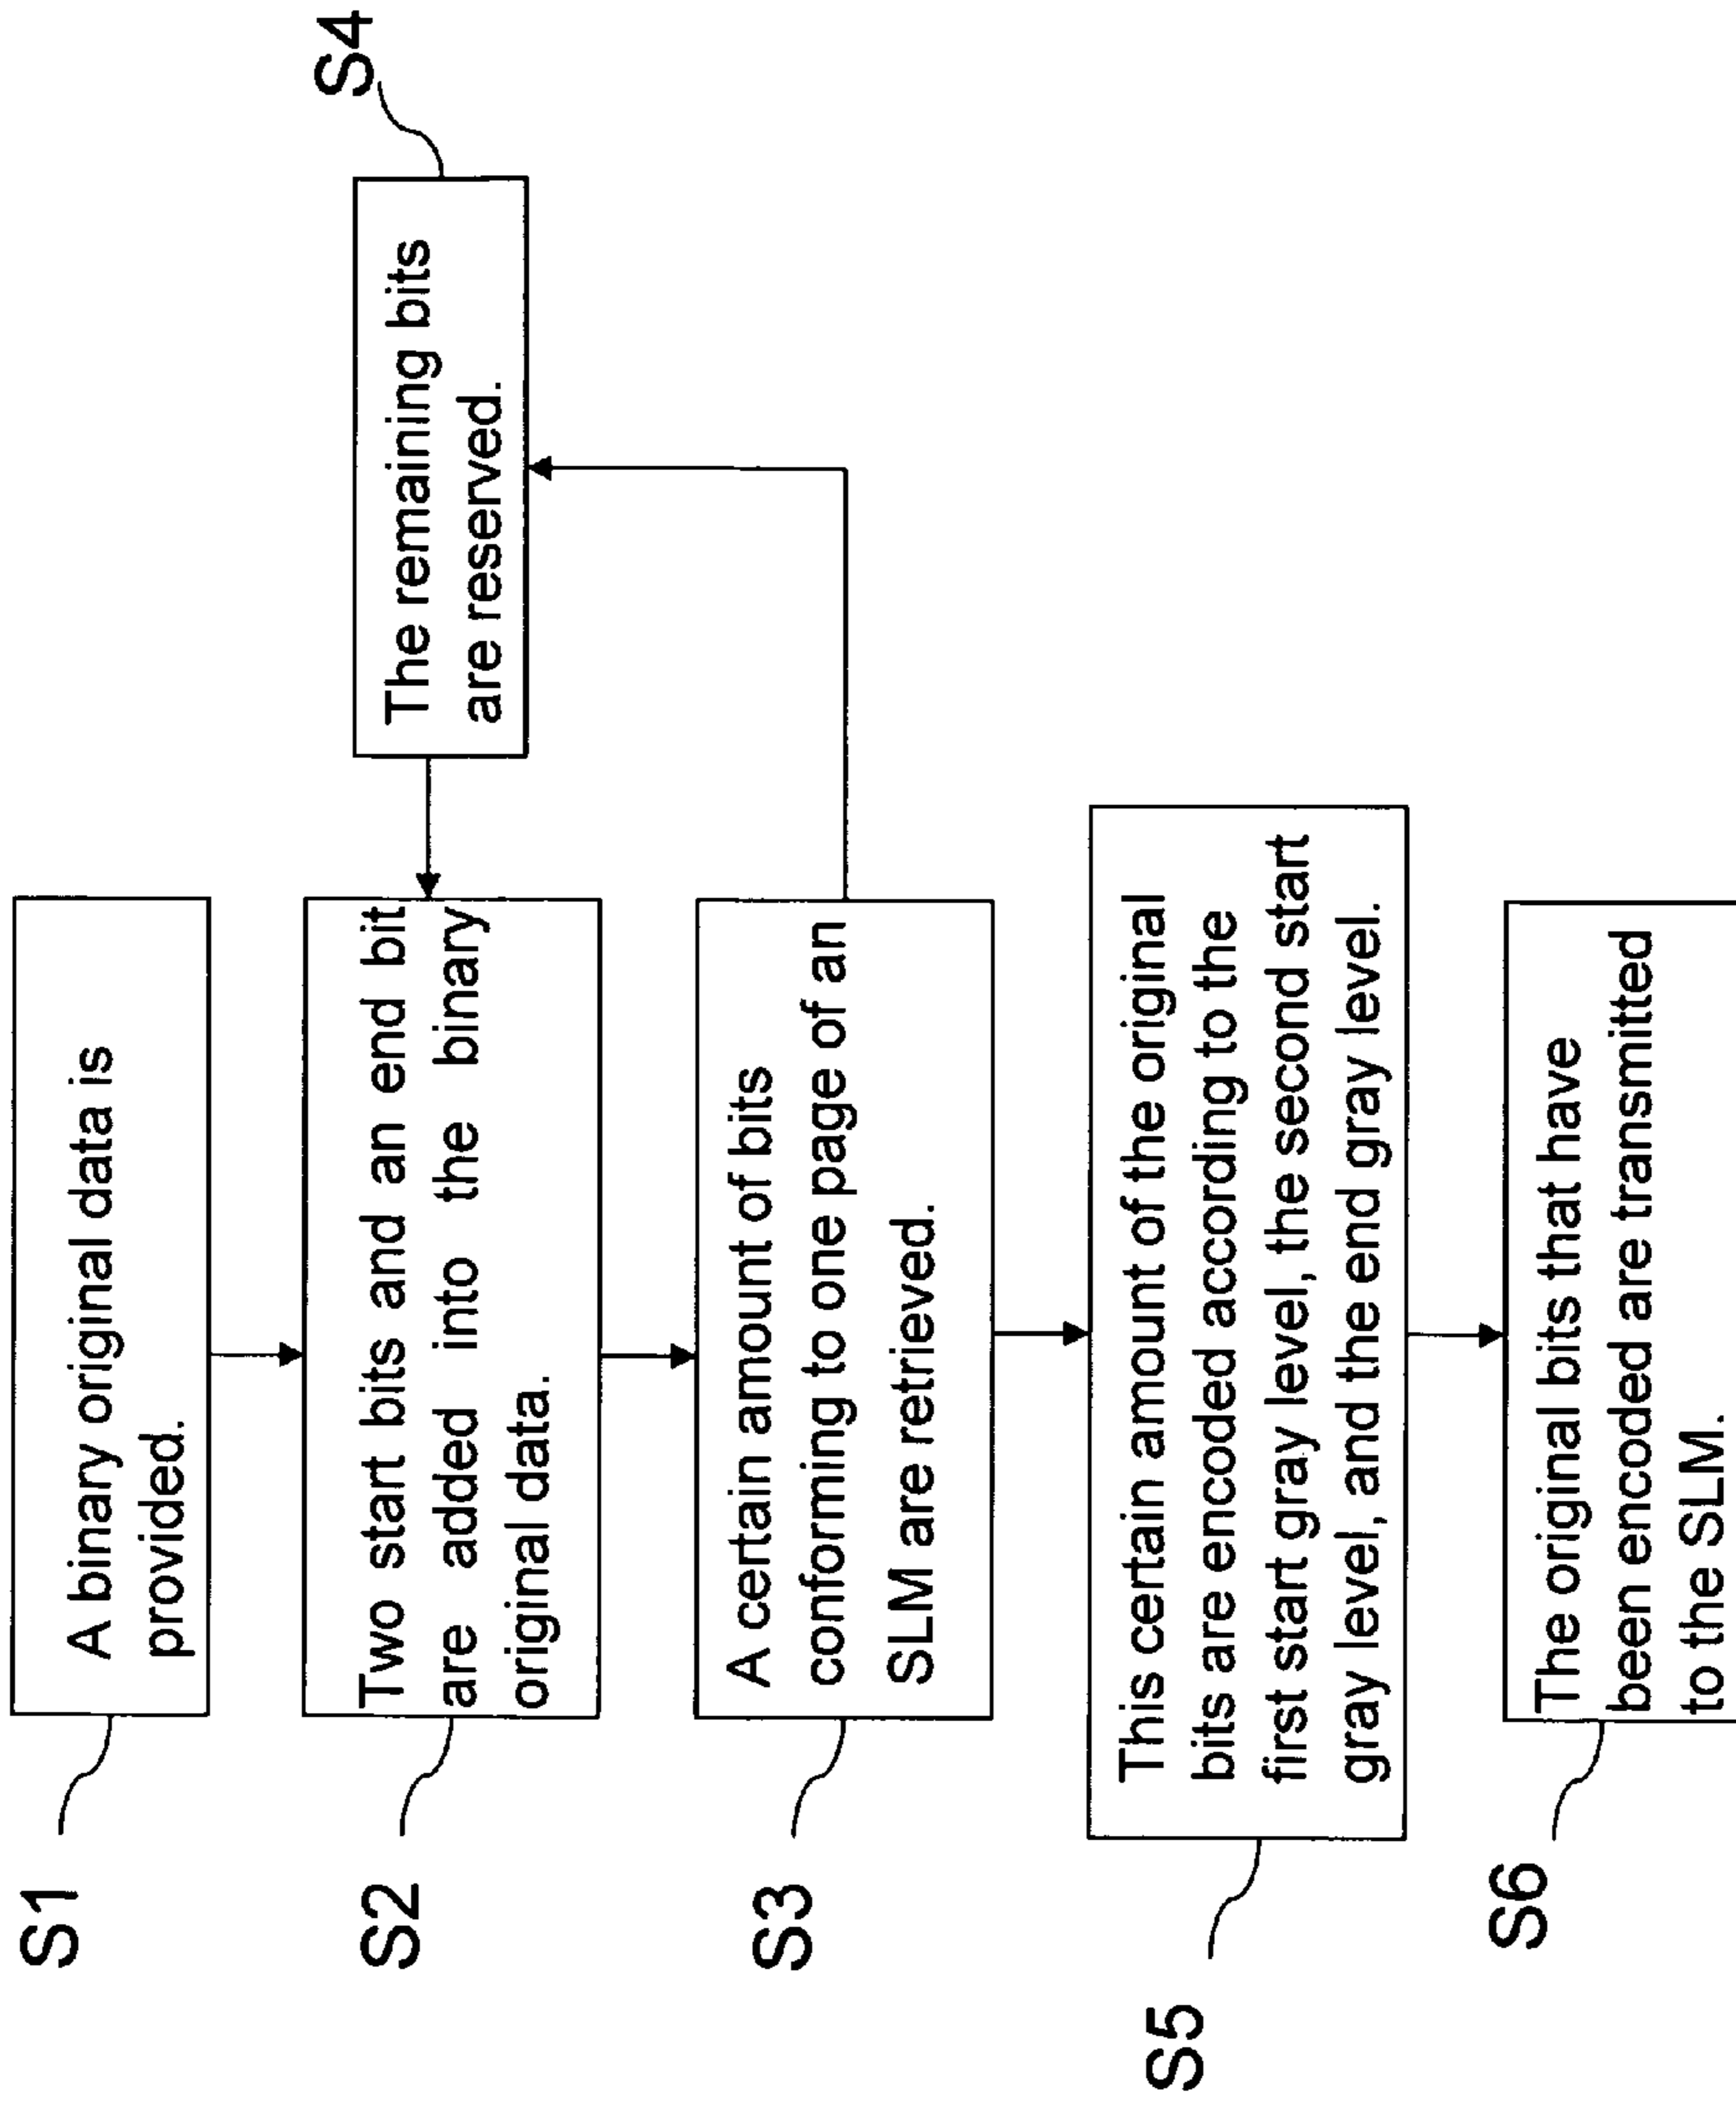 S1
A binary original data is
provided.
S2
Two start bits and an end bit
are added into the binary
original data.
S4
The remaining bits
are reserved.
S3
A certain amount of bits
conforming to one page of an
SLM are retrieved.
S5
This certain amount of the original
bits are encoded according to the
first start gray level, the second start
gray level, and the end gray level.
S6
The original bits that have
been encoded are transmitted
to the SLM.